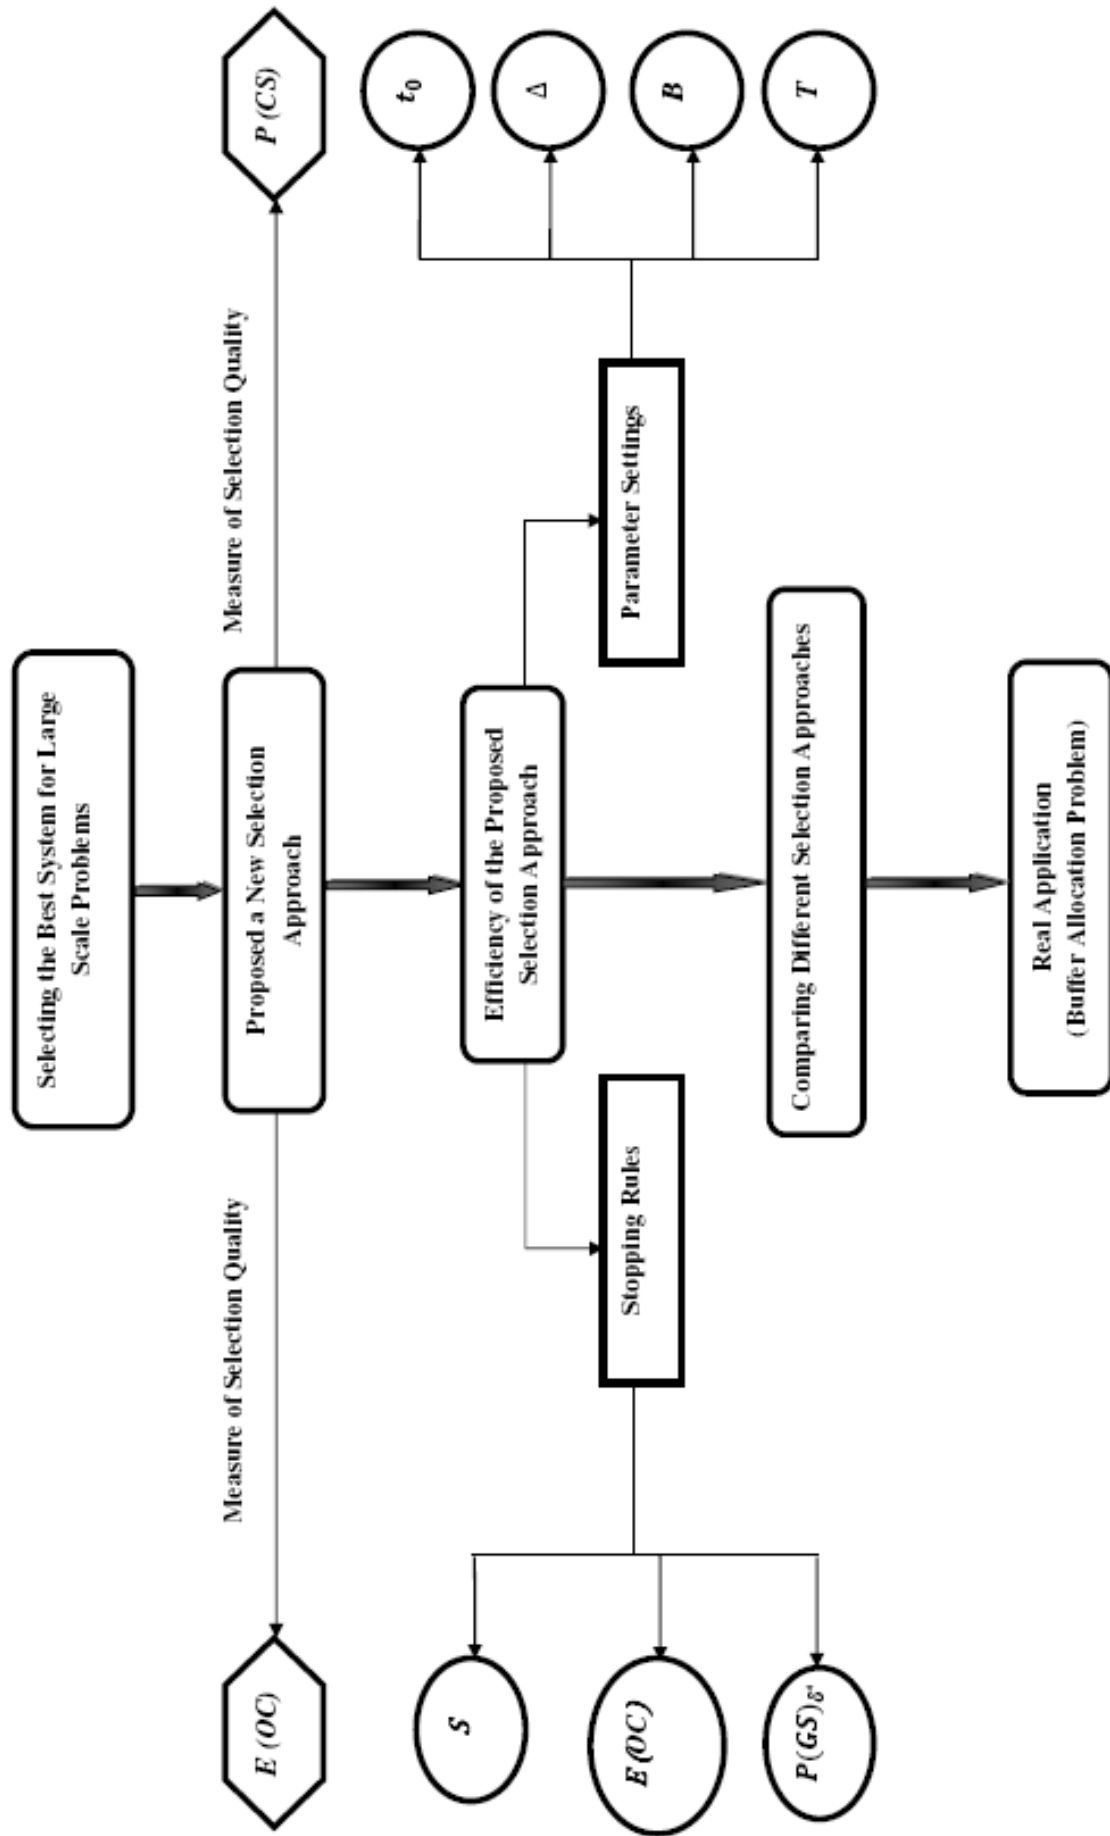 Selecting the Best System for Large
Scale Problems
E (OC)
Measure of Selection Quality
Proposed a New Selection
Approach
Measure of Selection Quality
P (CS)
Efficiency of the Proposed
Selection Approach
Stopping Rules
Parameter Settings
S
E(OC)
P(GS)δ*
t₀
Δ
B
T
Comparing Different Selection Approaches
Real Application
(Buffer Allocation Problem)